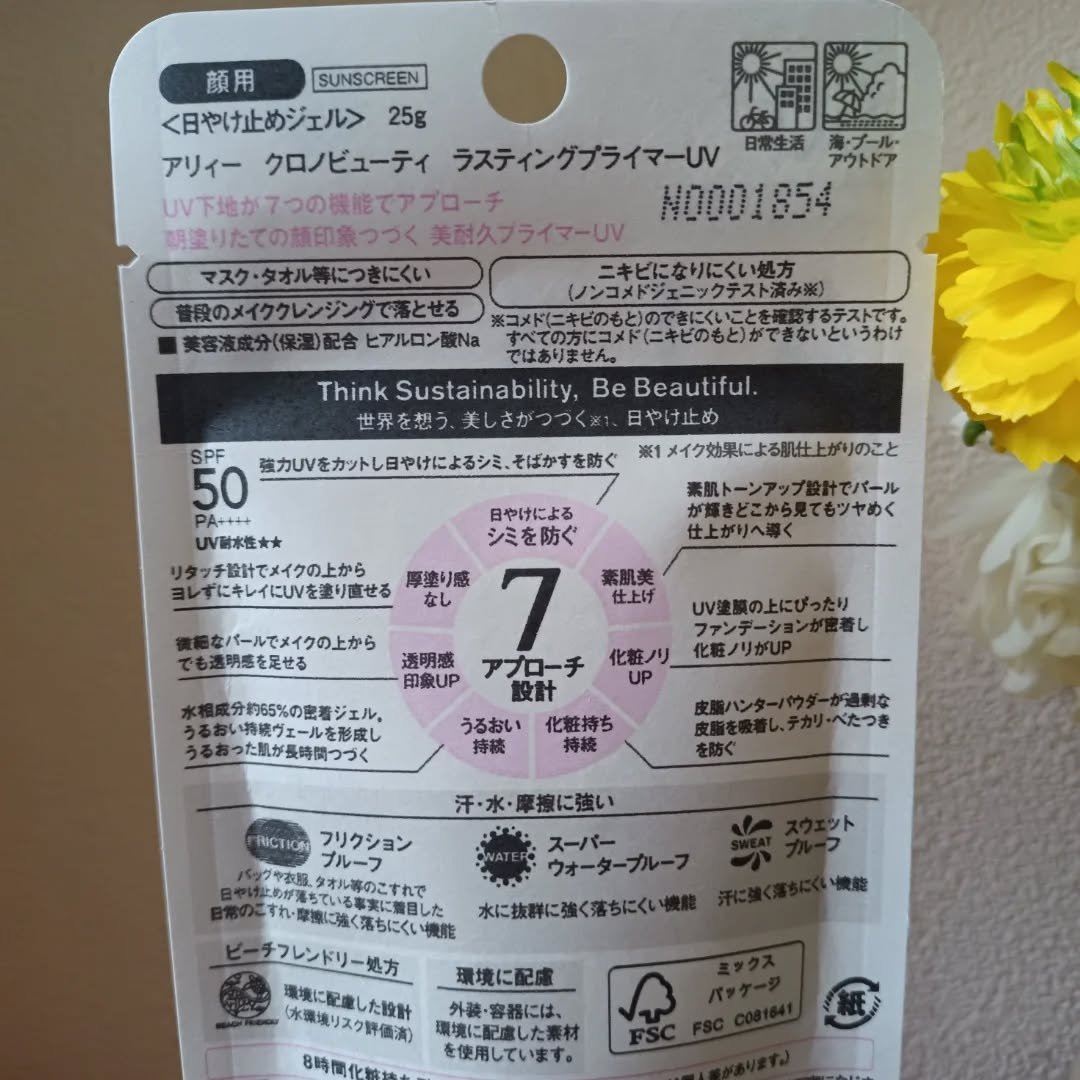 顔用 SUNSCREEN
<日やけ止めジェル> 25g
アリィー クロノビューティ ラスティングプライマーUV
日常生活
海・プール・
アウトドア
UV下地が7つの機能でアプローチ
朝塗りたての顔印象つづく 美耐久プライマーUV
N0001854
マスク・タオル等につきにくい
普段のメイククレンジングで落とせる
■ 美容液成分(保湿)配合 ヒアルロン酸Na
ニキビになりにくい処方
(ノンコメドジェニックテスト済み※)
※コメド(ニキビのもと)のできにくいことを確認するテストです。
すべての方にコメド(ニキビのもと)ができないというわけ
ではありません。
Think Sustainability, Be Beautiful.
世界を想う、美しさがつづく※1、日やけ止め
※1 メイク効果による肌仕上がりのこと
SPF
50
PA++++
UV耐水性★★
強力UVをカットし日やけによるシミ、そばかすを防ぐ
素肌トーンアップ設計でパール
が輝きどこから見てもツヤめく
仕上がりへ導く
リタッチ設計でメイクの上から
ヨレずにキレイにUVを塗り直せる
UV塗膜の上にぴったり
ファンデーションが密着し
化粧ノリがUP
微細なパールでメイクの上から
でも透明感を足せる
皮脂ハンターパウダーが過剰な
皮脂を吸着し、テカリ・べたつき
を防ぐ
水相成分約65%の密着ジェル。
うるおい持続ヴェールを形成し
うるおった肌が長時間つづく
日やけによる
シミを防ぐ
素肌美
仕上げ
化粧ノリ
UP
化粧持ち
持続
うるおい
持続
透明感
印象UP
厚塗り感
なし
7
アプローチ
設計
汗・水・摩擦に強い
FRICTION
フリクション
プルーフ
バッグや衣服、タオル等のこすれで
日やけ止めが落ちている事実に着目した
日常のこすれ・摩擦に強く落ちにくい機能
WATER
スーパー
ウォータープルーフ
水に抜群に強く落ちにくい機能
SWEAT
スウェット
プルーフ
汗に強く落ちにくい機能
ビーチフレンドリー処方
BEACH FRIENDLY
環境に配慮した設計
(水環境リスク評価済)
環境に配慮
外装・容器には、
環境に配慮した素材
を使用しています。
FSC
ミックス
パッケージ
FSC C081641
紙
8時間化粧持ち
個人差があります。)